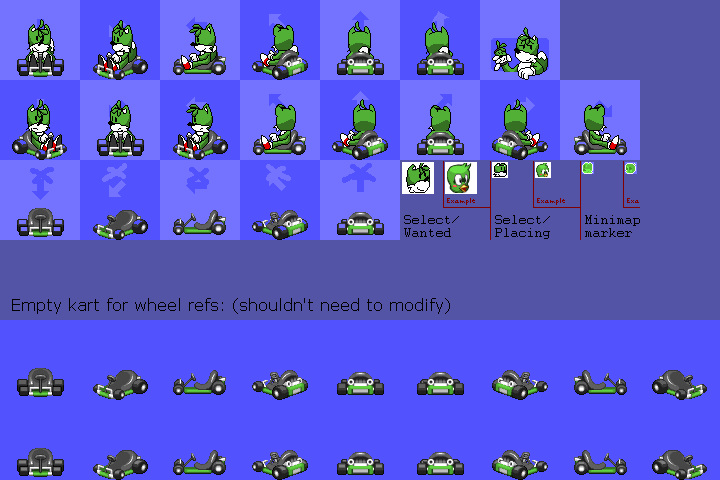 Example
Example
Exa
Select/
Wanted
Select/
Placing
Minimap
marker
Empty kart for wheel refs: (shouldn't need to modify)